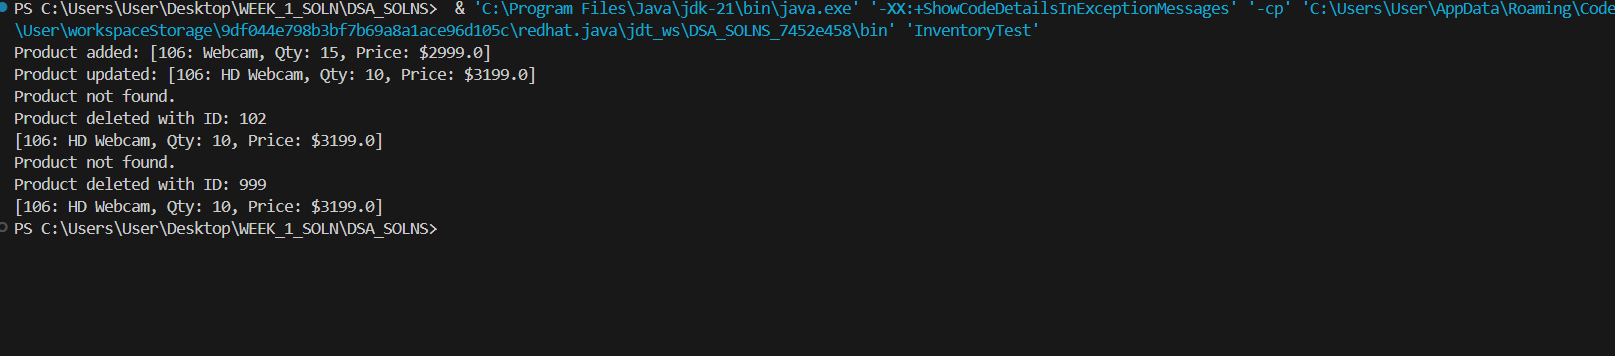 PS C:\Users\User\Desktop\WEEK_1_SOLN\DSA_SOLNS>  & 'C:\Program Files\Java\jdk-21\bin\java.exe' '-XX:+ShowCodeDetailsInExceptionMessages' '-cp' 'C:\Users\User\AppData\Roaming\Code
\User\workspaceStorage\9df044e798b3bf7b69a8a1ace96d105c\redhat.java\jdt_ws\DSA_SOLNS_7452e458\bin' 'InventoryTest'
Product added: [106: Webcam, Qty: 15, Price: $2999.0]
Product updated: [106: HD Webcam, Qty: 10, Price: $3199.0]
Product not found.
Product deleted with ID: 102
[106: HD Webcam, Qty: 10, Price: $3199.0]
Product not found.
Product deleted with ID: 999
[106: HD Webcam, Qty: 10, Price: $3199.0]
PS C:\Users\User\Desktop\WEEK_1_SOLN\DSA_SOLNS>